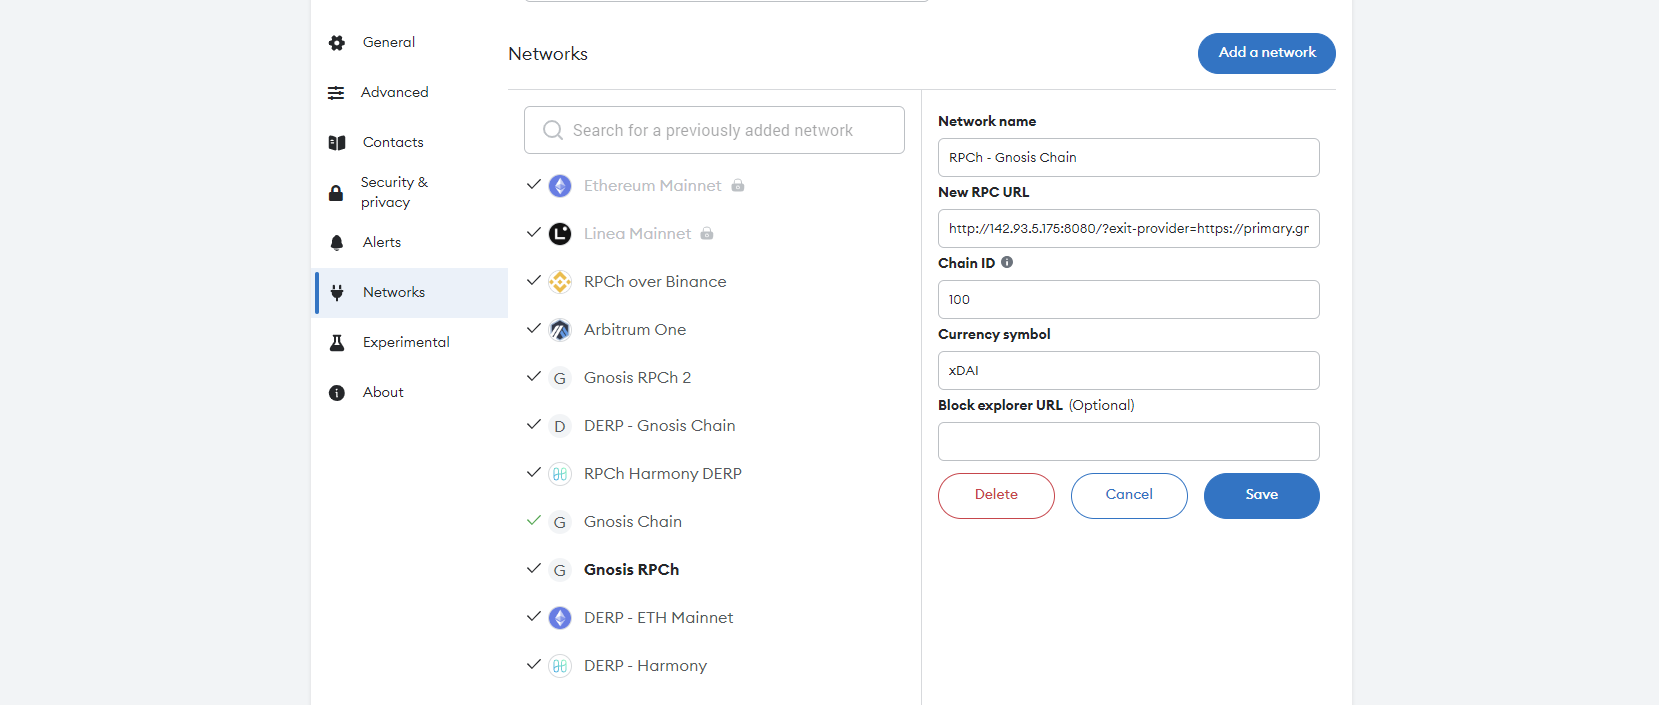 General
Advanced
Contacts
Security &
privacy
Alerts
Networks
Experimental
About
Networks
Add a network
Search for a previously added network
Ethereum Mainnet
L Linea Mainnet
RPCh over Binance
Arbitrum One
G Gnosis RPCh 2
D DERP - Gnosis Chain
RPCh Harmony DERP
G Gnosis Chain
G Gnosis RPCh
DERP - ETH Mainnet
DERP - Harmony
Network name
RPCh - Gnosis Chain
New RPC URL
http://142.93.5.175:8080/?exit-provider=https://primary.gn
Chain ID
100
Currency symbol
xDAI
Block explorer URL (Optional)
Delete
Cancel
Save